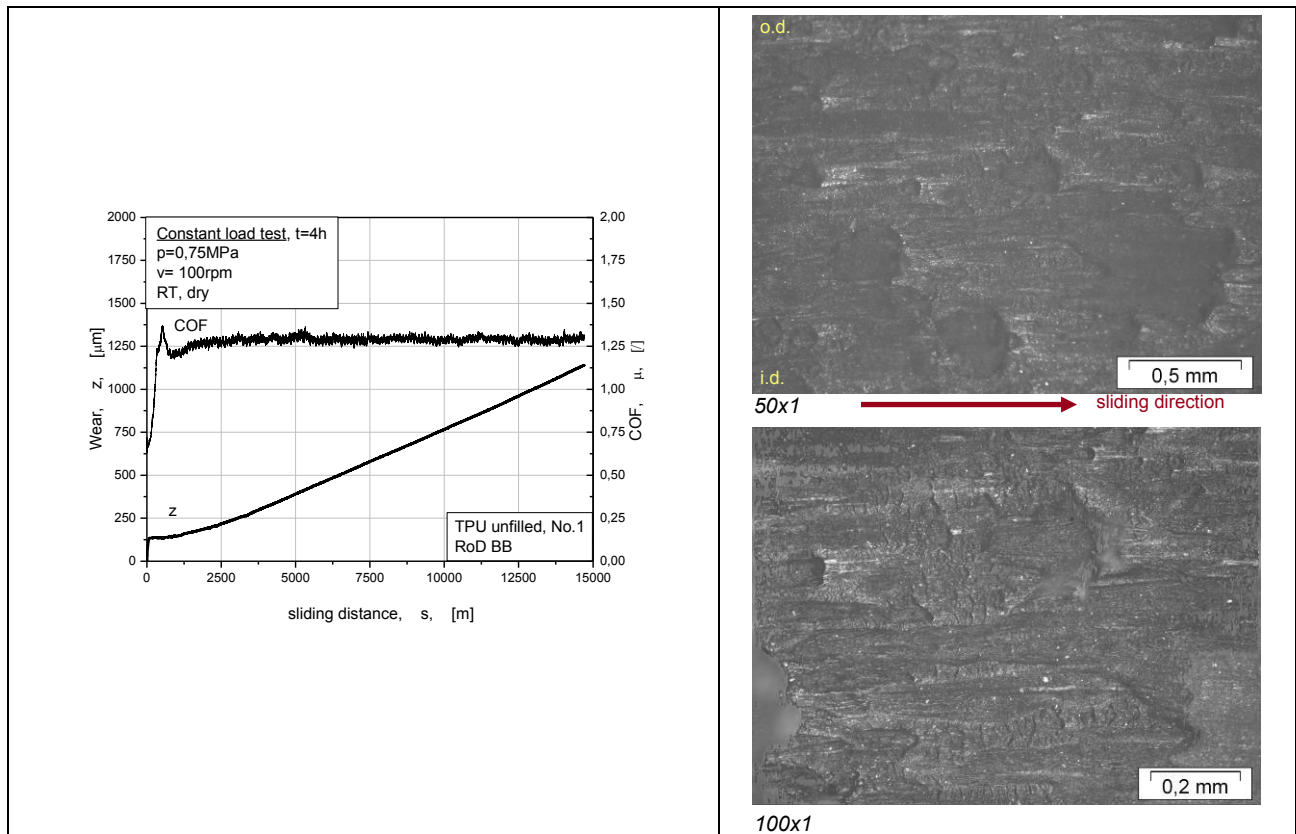 2000
1750
1500
1250
1000
750
500
250
0
Wear, z, [µm]
Constant load test, t=4h
p=0,75MPa
v= 100rpm
RT, dry
COF
z
TPU unfilled, No.1
RoD BB
2,00
1,75
1,50
1,25
1,00
0,75
0,50
0,25
0,00
COF, µ, [/]
0 2500 5000 7500 10000 12500 15000
sliding distance, s, [m]
o.d.
i.d.
0,5 mm
50x1
sliding direction
0,2 mm
100x1